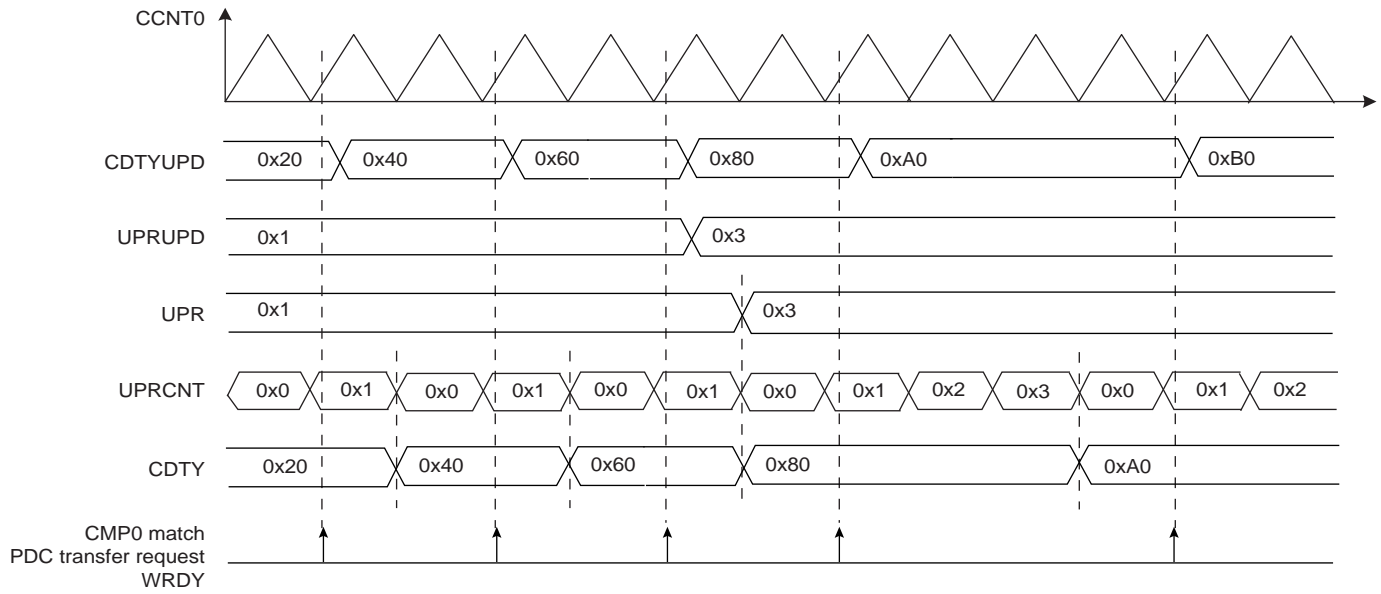 CCNT0
CDTYUPD 0x20 0x40 0x60 0x80 0xA0 0xB0
UPRUPD 0x1 0x3
UPR 0x1 0x3
UPRCNT 0x0 0x1 0x0 0x1 0x0 0x1 0x0 0x1 0x2 0x3 0x0 0x1 0x2
CDTY 0x20 0x40 0x60 0x80 0xA0
CMP0 match
PDC transfer request
WRDY